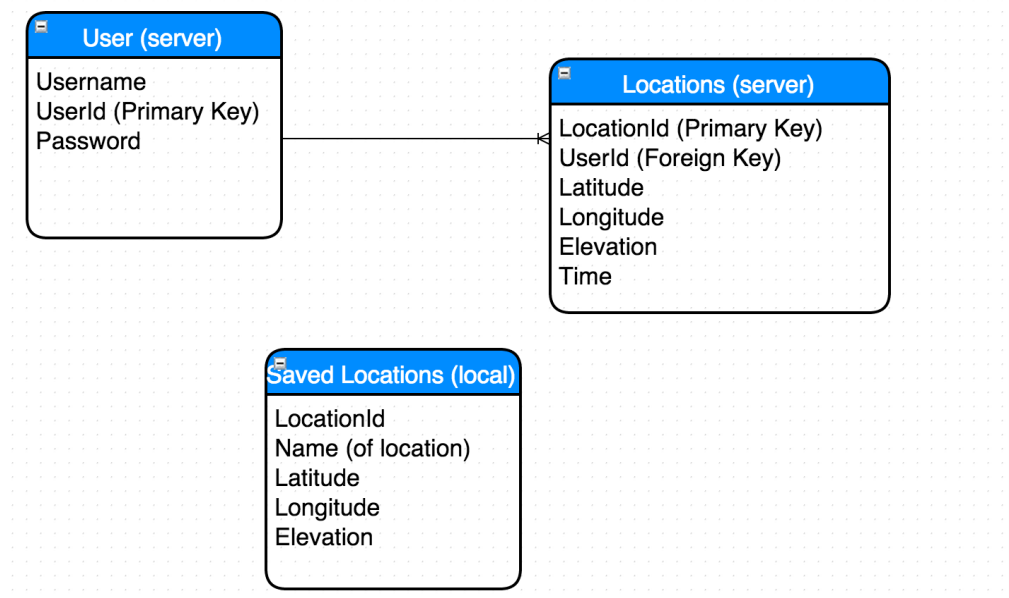 User (server)
Username
UserId (Primary Key)
Password
Locations (server)
LocationId (Primary Key)
UserId (Foreign Key)
Latitude
Longitude
Elevation
Time
Saved Locations (local)
LocationId
Name (of location)
Latitude
Longitude
Elevation